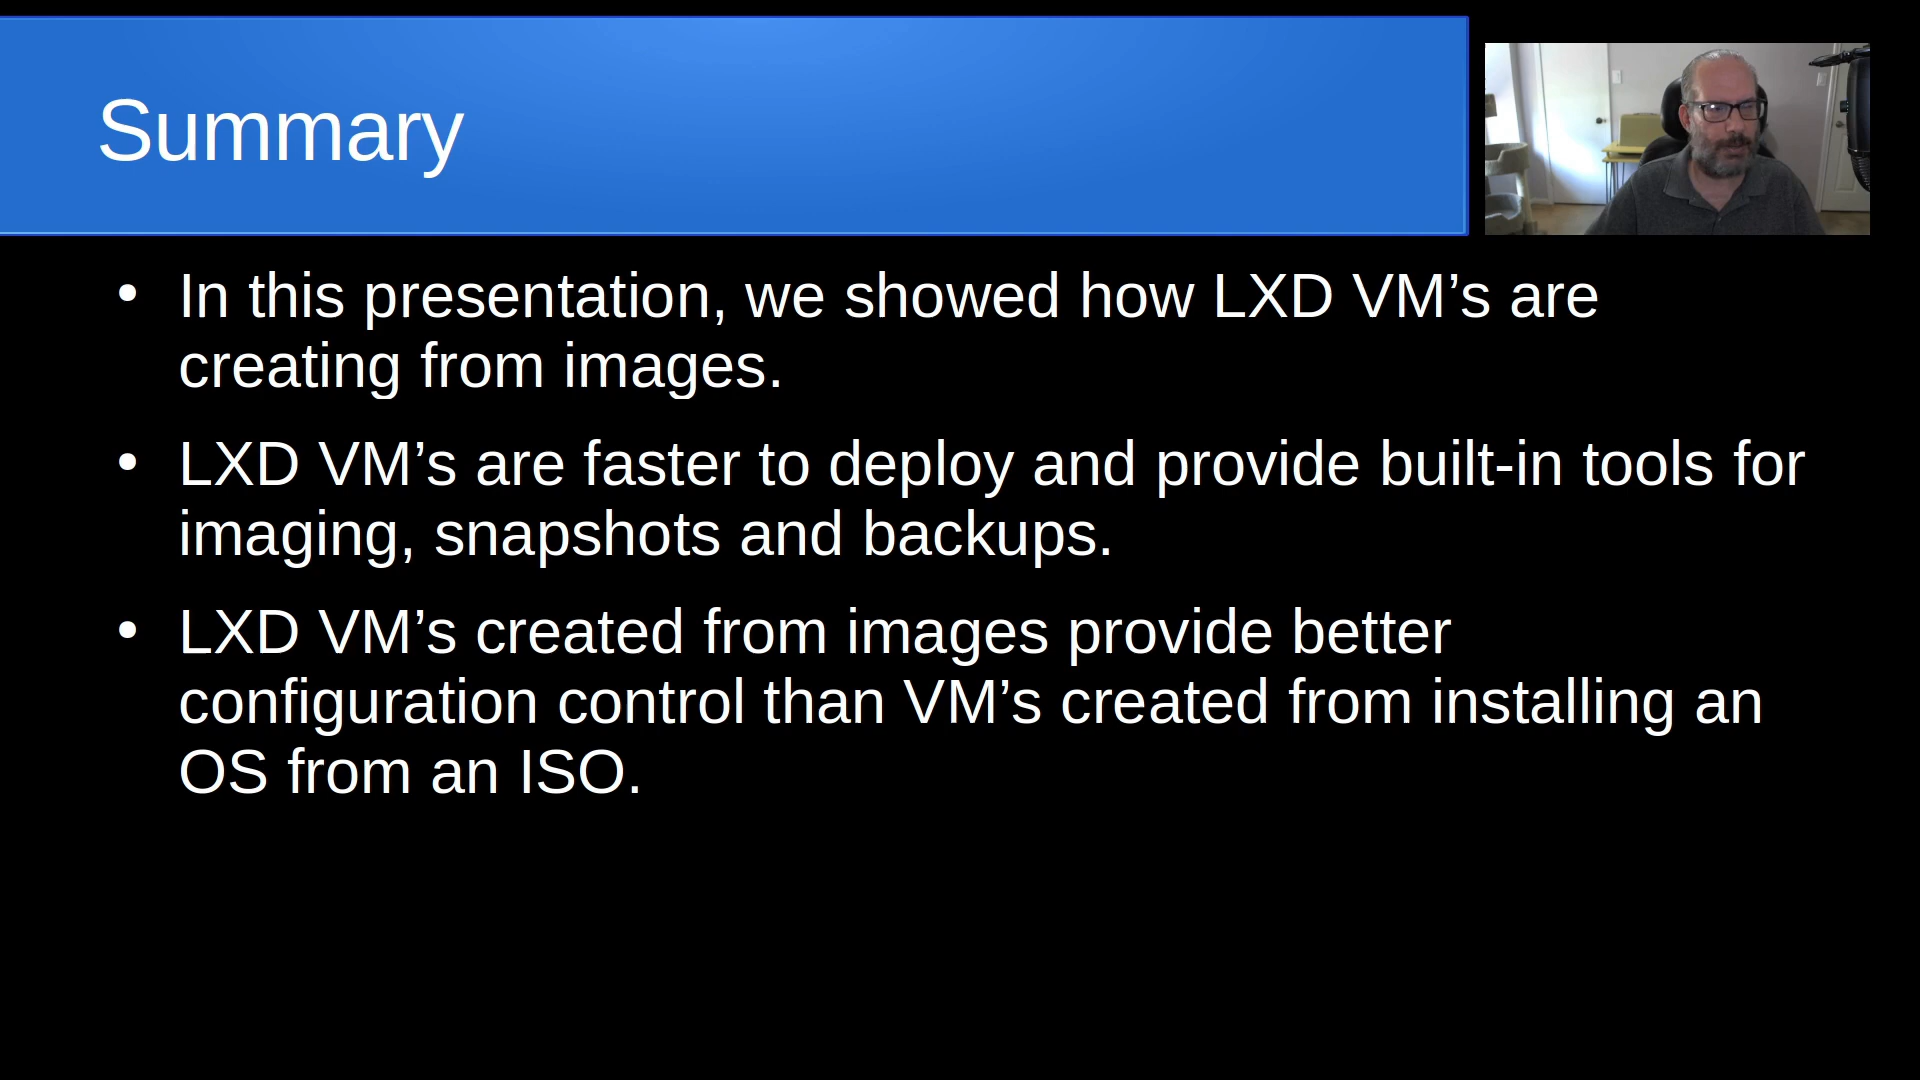 Summary
• In this presentation, we showed how LXD VM’s are
creating from images.
• LXD VM’s are faster to deploy and provide built-in tools for
imaging, snapshots and backups.
• LXD VM’s created from images provide better
configuration control than VM’s created from installing an
OS from an ISO.